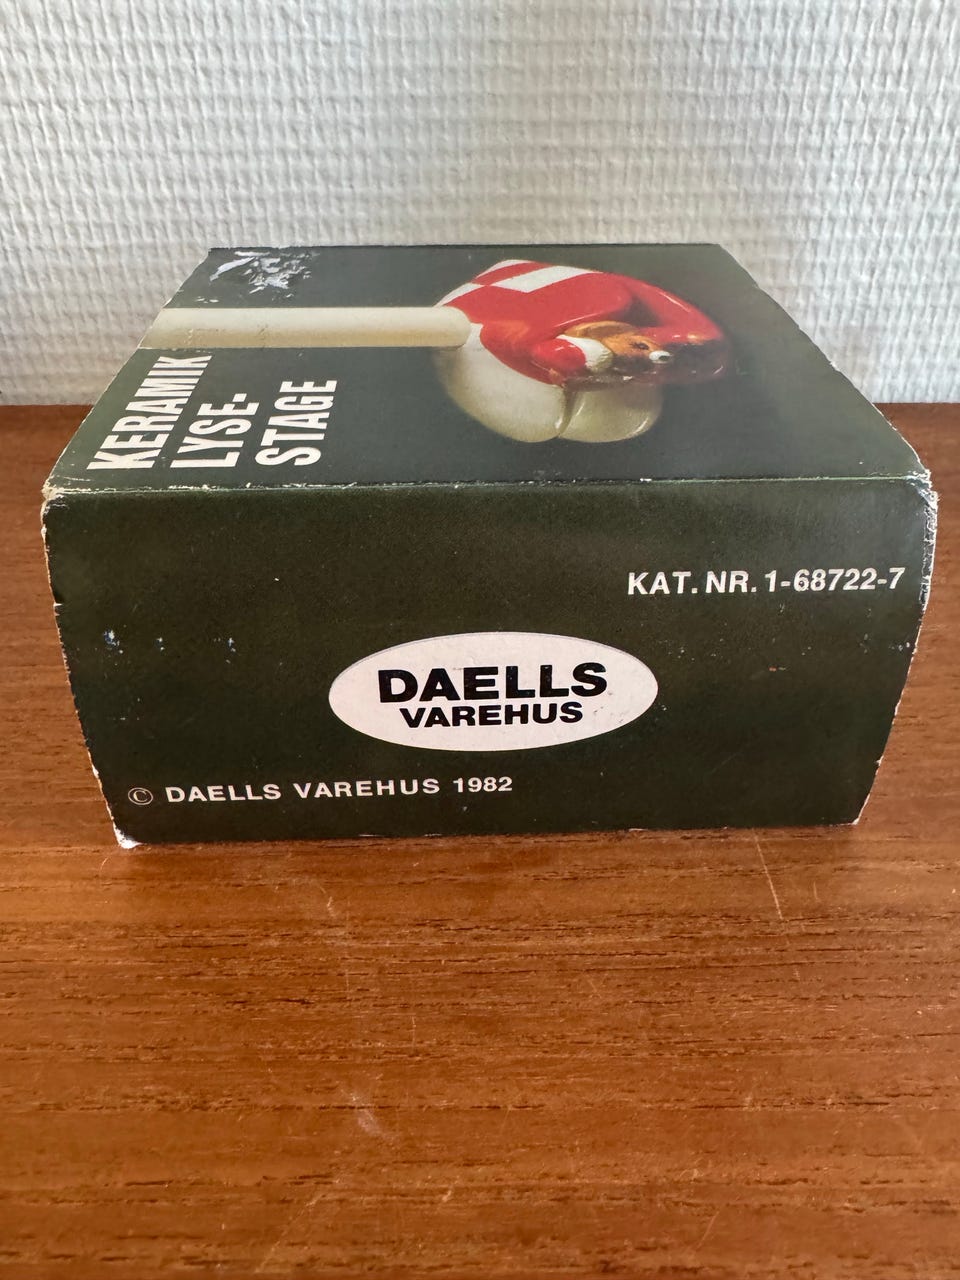 KERAMIK
LYSE-
STAGE
KAT. NR. 1-68722-7
DAELLS
VAREHUS
© DAELLS VAREHUS 1982